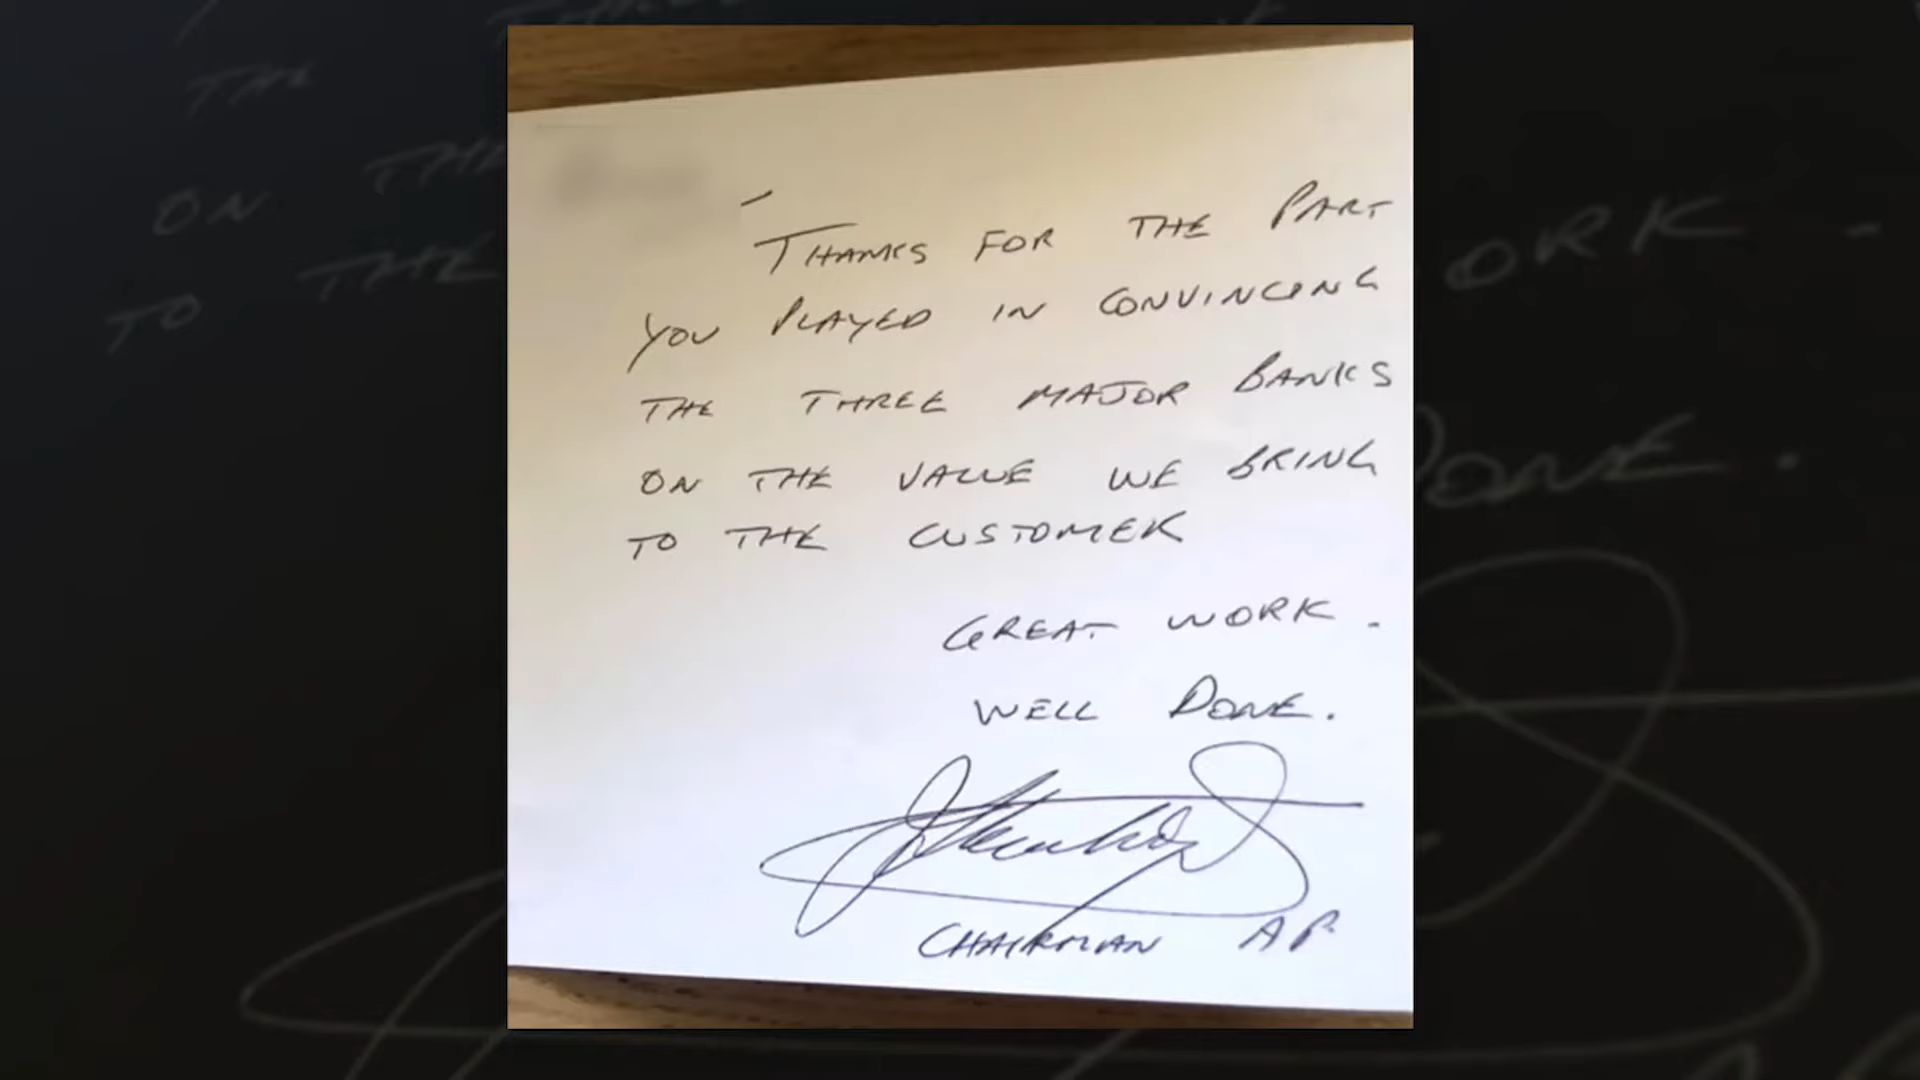 THANKS FOR THE PART
YOU PLAYED IN CONVINCING
THE THREE MAJOR BANKS
ON THE VALUE WE BRING
TO THE CUSTOMER
GREAT WORK.
WELL DONE.
CHAIRMAN AP.